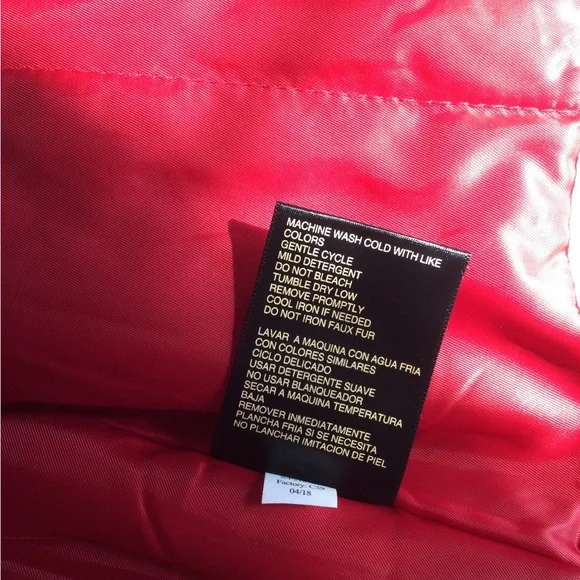 MACHINE WASH COLD WITH LIKE
COLORS
GENTLE CYCLE
MILD DETERGENT
DO NOT BLEACH
TUMBLE DRY LOW
REMOVE PROMPTLY
COOL IRON IF NEEDED
DO NOT IRON FAUX FUR
LAVAR A MAQUINA CON AGUA FRIA
CON COLORES SIMILARES
CICLO DELICADO
USAR DETERGENTE SUAVE
NO USAR BLANQUEADOR
SECAR A MAQUINA TEMPERATURA
BAJA
REMOVER INMEDIATAMENTE
PLANCHA FRIA SI SE NECESITA
NO PLANCHAR IMITACION DE PIEL
Factory: C39
04/18